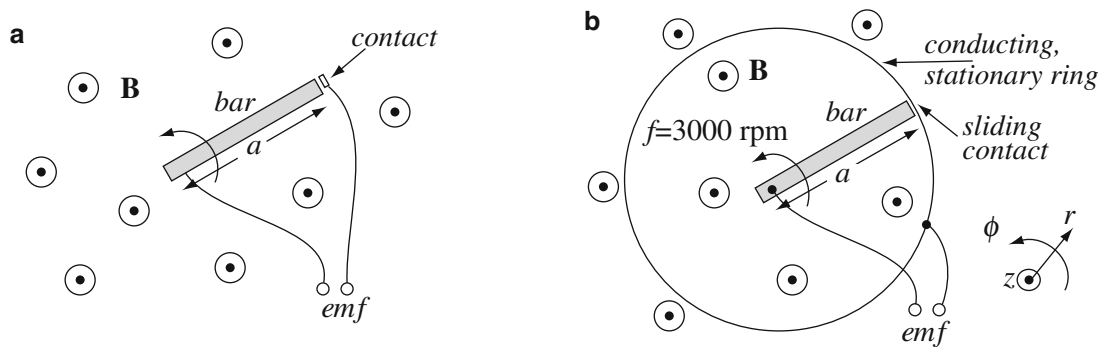 a
contact
B
bar
a
emf
b
B
conducting,
stationary ring
bar
f=3000 rpm
sliding
contact
a
emf
ϕ
r
z